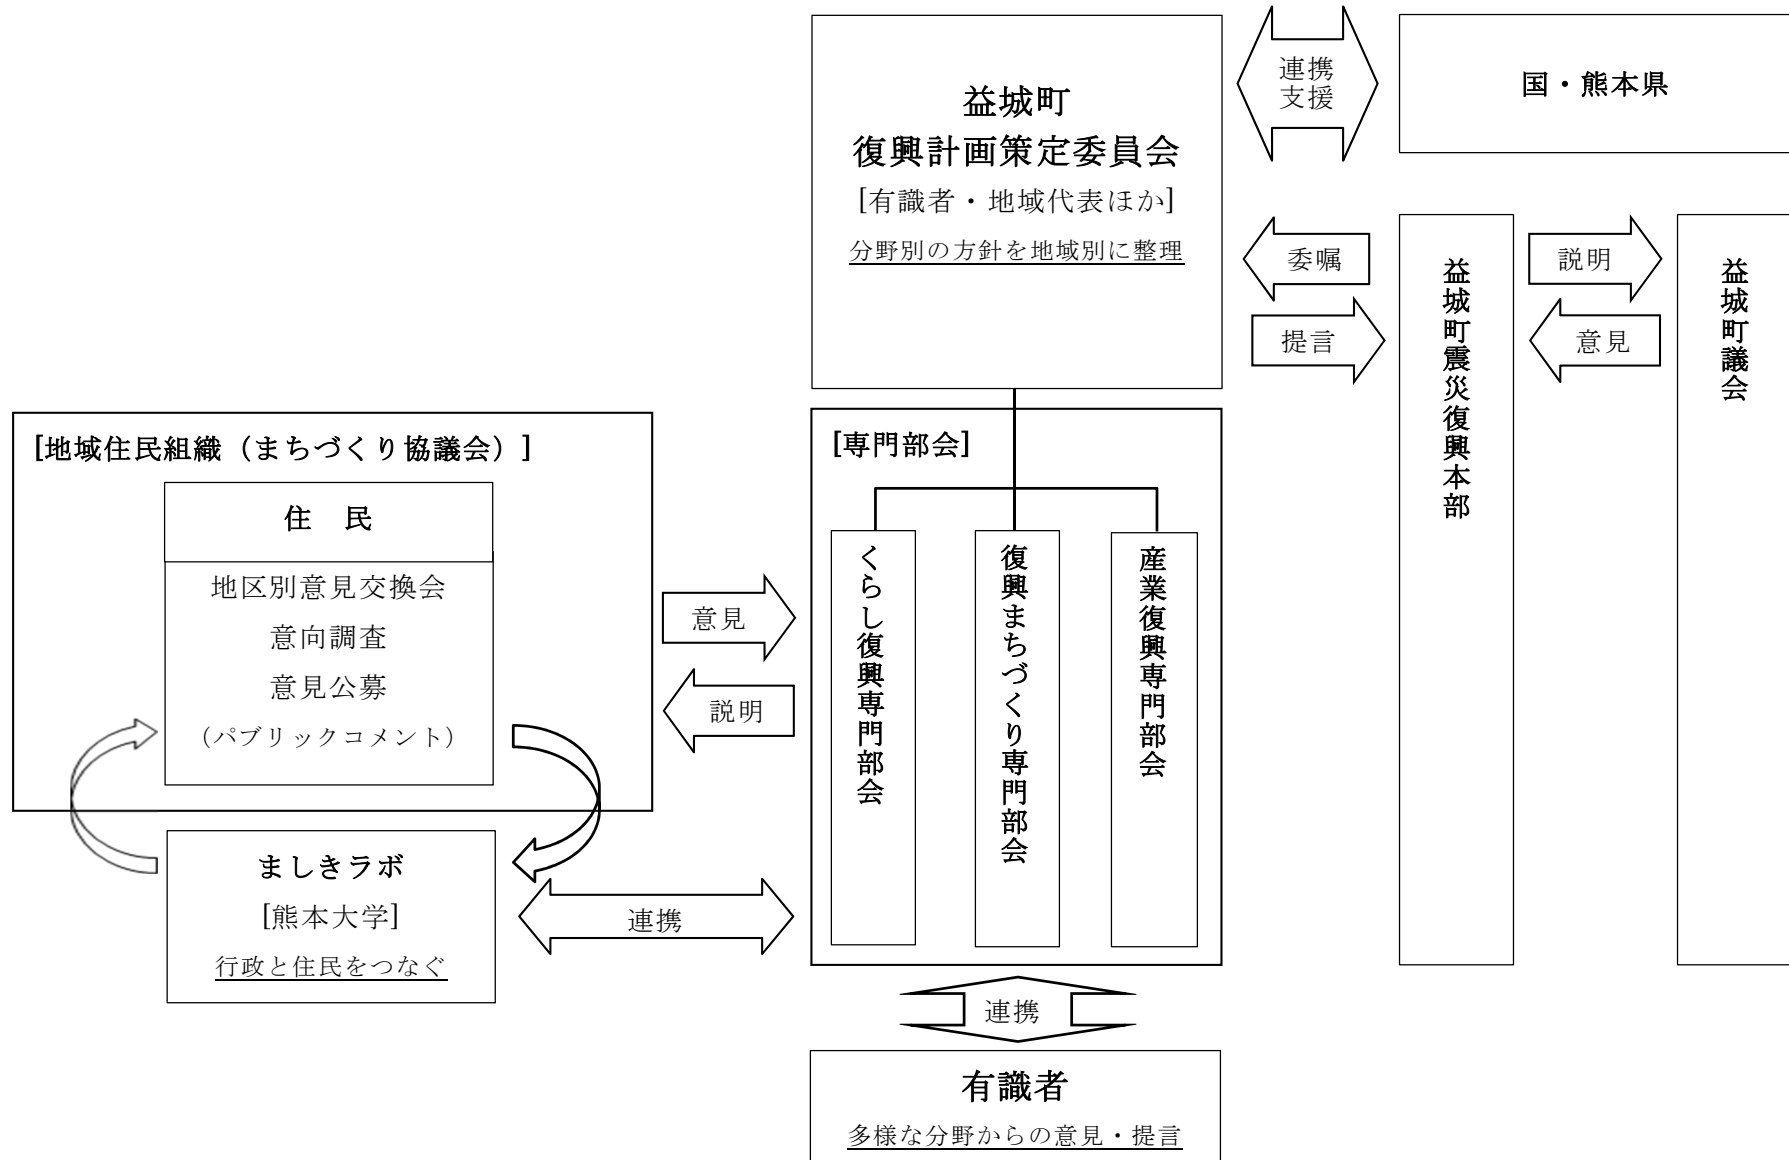 益城町
復興計画策定委員会
[有識者・地域代表ほか]
分野別の方針を地域別に整理
連携
支援
国・熊本県
委嘱
提言
益城町震災復興本部
説明
意見
益城町議会
[地域住民組織（まちづくり協議会）]
住　民
地区別意見交換会
意向調査
意見公募
（パブリックコメント）
意見
説明
[専門部会]
くらし復興専門部会
復興まちづくり専門部会
産業復興専門部会
ましきラボ
[熊本大学]
行政と住民をつなぐ
連携
連携
有識者
多様な分野からの意見・提言